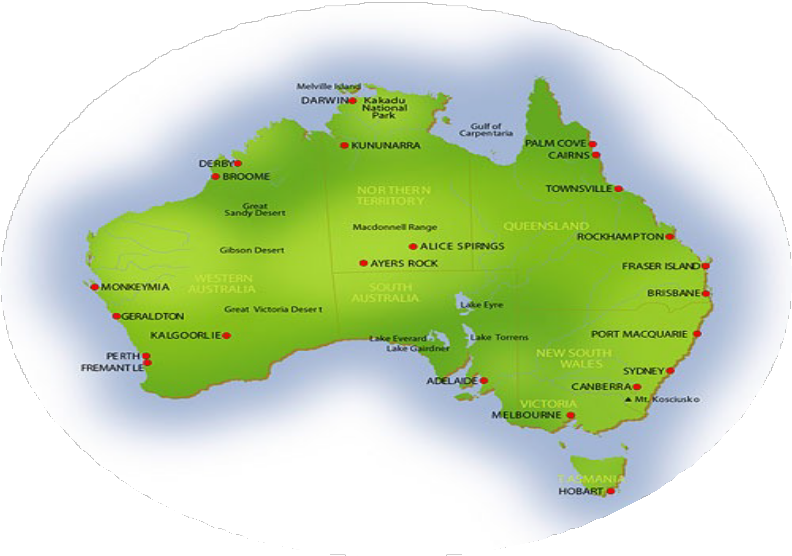 Melville Island
DARWIN
Kakadu
National
Park
Gulf of
Carpentaria
KUNUNARRA
PALM COVE
CAIRNS
DERBY
BROOME
TOWNSVILLE
NORTHERN
TERRITORY
Great
Sandy Desert
Macdonnell Range
QUEENSLAND
ROCKHAMPTON
ALICE SPIRNGS
Gibson Desert
AYERS ROCK
FRASER ISLAND
WESTERN
AUSTRALIA
MONKEYMIA
SOUTH
AUSTRALIA
BRISBANE
Lake Eyre
GERALDTON
Great Victoria Desert
KALGOORLIE
Lake Everard
Lake Torrens
PORT MACQUARIE
Lake Gairdner
PERTH
FREMANTLE
NEW SOUTH
WALES
SYDNEY
ADELAIDE
CANBERRA
Mt. Kosciusko
VICTORIA
MELBOURNE
TASMANIA
HOBART